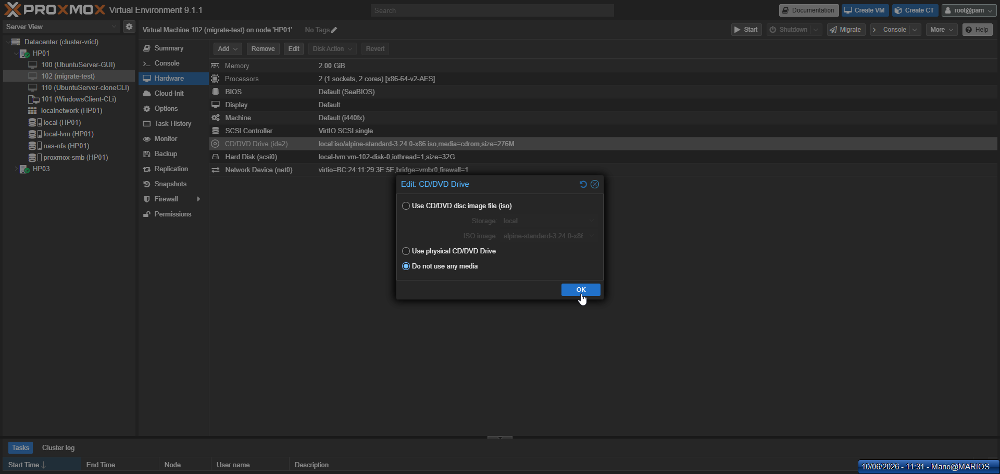 PROXMOX Virtual Environment 9.1.1
Search
Documentation
Create VM
Create CT
root@pam
Server View
Virtual Machine 102 (migrate-test) on node 'HP01'
No Tags
Start
Shutdown
Migrate
Console
More
Help
Datacenter (cluster-vricl)
HP01
100 (UbuntuServer-GUI)
102 (migrate-test)
110 (UbuntuServer-cloneCLI)
101 (WindowsClient-CLi)
localnetwork (HP01)
local (HP01)
local-lvm (HP01)
nas-nfs (HP01)
proxmox-smb (HP01)
HP03
Summary
Console
Hardware
Cloud-Init
Options
Task History
Monitor
Backup
Replication
Snapshots
Firewall
Permissions
Add
Remove
Edit
Disk Action
Revert
Memory 2.00 GiB
Processors 2 (1 sockets, 2 cores) [x86-64-v2-AES]
BIOS Default (SeaBIOS)
Display Default
Machine Default (i440fx)
SCSI Controller VirtIO SCSI single
CD/DVD Drive (ide2) local:iso/alpine-standard-3.24.0-x86.iso,media=cdrom,size=276M
Hard Disk (scsi0) local-lvm:vm-102-disk-0,iothread=1,size=32G
Network Device (net0) virtio=BC:24:11:29:3E:5E,bridge=vmbr0,firewall=1
Edit: CD/DVD Drive
Use CD/DVD disc image file (iso)
Storage: local
ISO image: alpine-standard-3.24.0-x86
Use physical CD/DVD Drive
Do not use any media
OK
Tasks
Cluster log
Start Time
End Time
Node
User name
Description
10/06/2026 - 11:31 - Mario@MARIOS